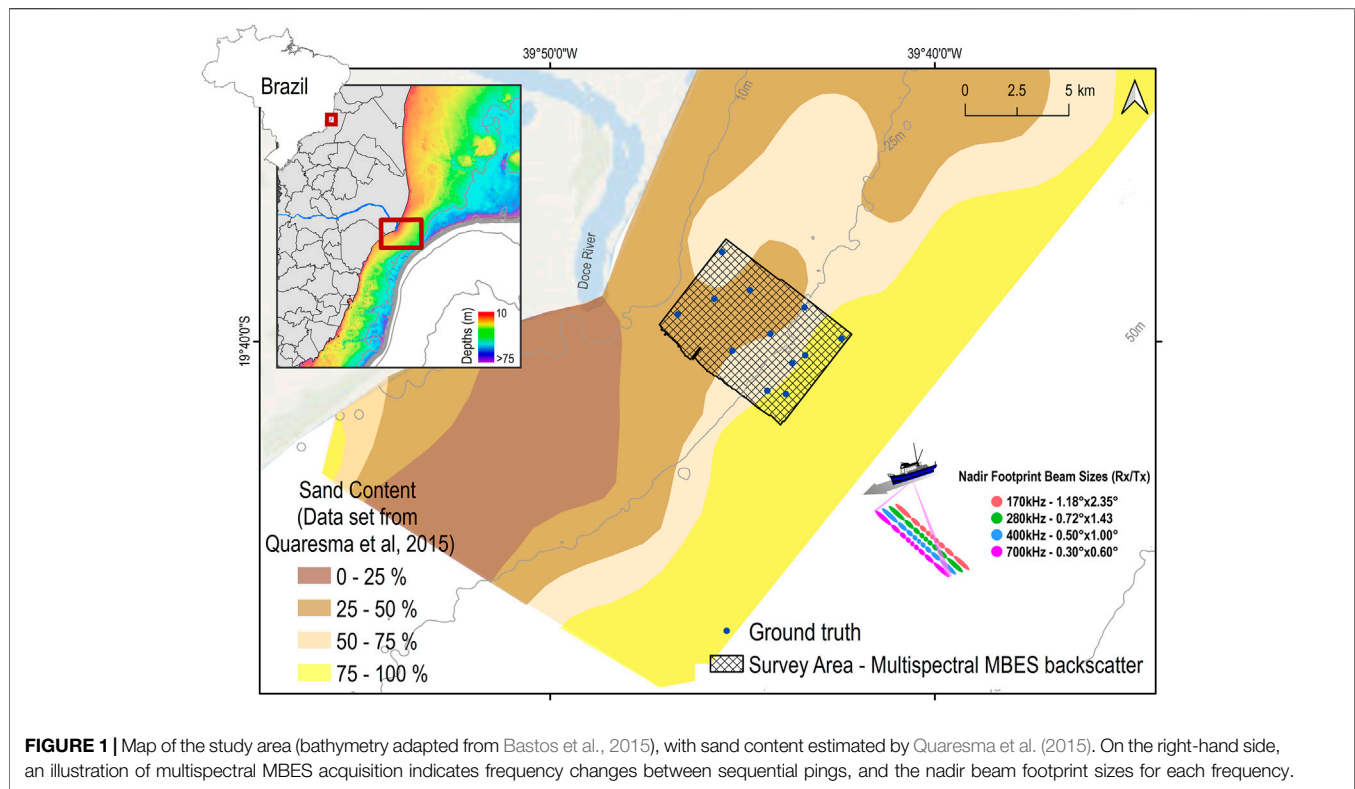 39°50'0"W
39°40'0"W
Brazil
10m
0 2.5 5 km
25m
Doce River
Depths (m)
10
>75
19°40'0"S
50m
Nadir Footprint Beam Sizes (Rx/Tx)
170kHz - 1.18°x2.35°
280kHz - 0.72°x1.43
400kHz - 0.50°x1.00°
700kHz - 0.30°x0.60°
Sand Content
(Data set from
Quaresma et al, 2015)
0 - 25 %
25 - 50 %
50 - 75 %
75 - 100 %
Ground truth
Survey Area - Multispectral MBES backscatter
FIGURE 1 | Map of the study area (bathymetry adapted from Bastos et al., 2015), with sand content estimated by Quaresma et al. (2015). On the right-hand side,
an illustration of multispectral MBES acquisition indicates frequency changes between sequential pings, and the nadir beam footprint sizes for each frequency.